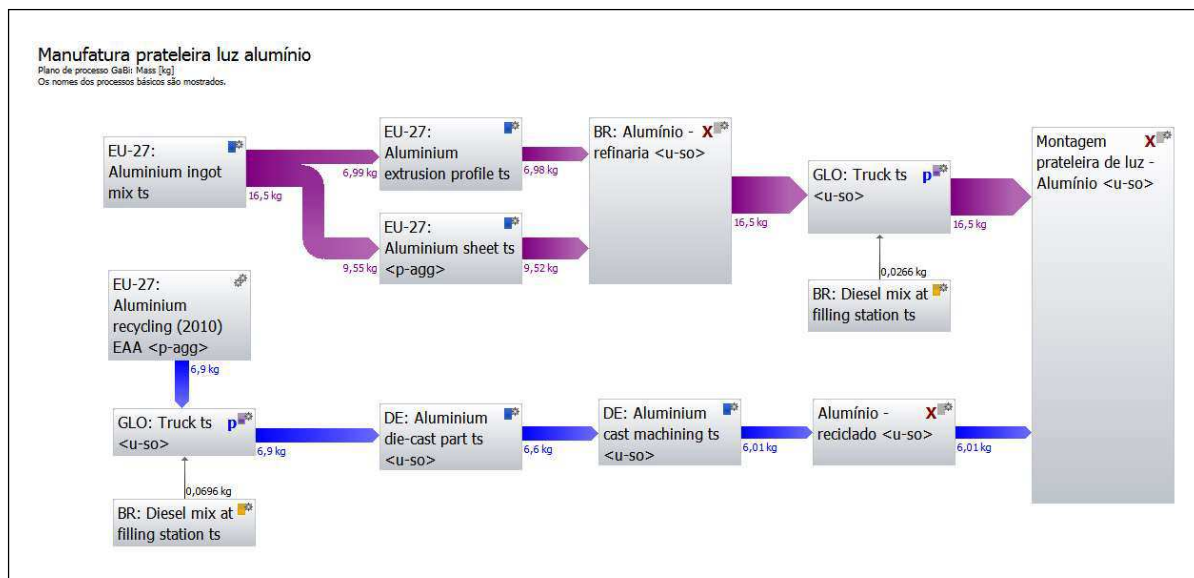 Manufatura prateleira luz alumínio
Plano de processo GaBi: Mass [kg]
Os nomes dos processos básicos são mostrados.
EU-27:
Aluminium ingot
mix ts
16,5 kg
6,99 kg
9,55 kg
EU-27:
Aluminium
extrusion profile ts
6,98 kg
EU-27:
Aluminium sheet ts
<p-agg>
9,52 kg
BR: Alumínio -
refinaria <u-so>
X
16,5 kg
GLO: Truck ts
<u-so>
p
16,5 kg
0,0266 kg
BR: Diesel mix at
filling station ts
Montagem
prateleira de luz -
Alumínio <u-so>
X
EU-27:
Aluminium
recycling (2010)
EAA <p-agg>
6,9 kg
GLO: Truck ts
<u-so>
p
6,9 kg
0,0696 kg
BR: Diesel mix at
filling station ts
DE: Aluminium
die-cast part ts
<u-so>
6,6 kg
DE: Aluminium
cast machining ts
<u-so>
6,01 kg
Alumínio -
reciclado <u-so>
X
6,01 kg